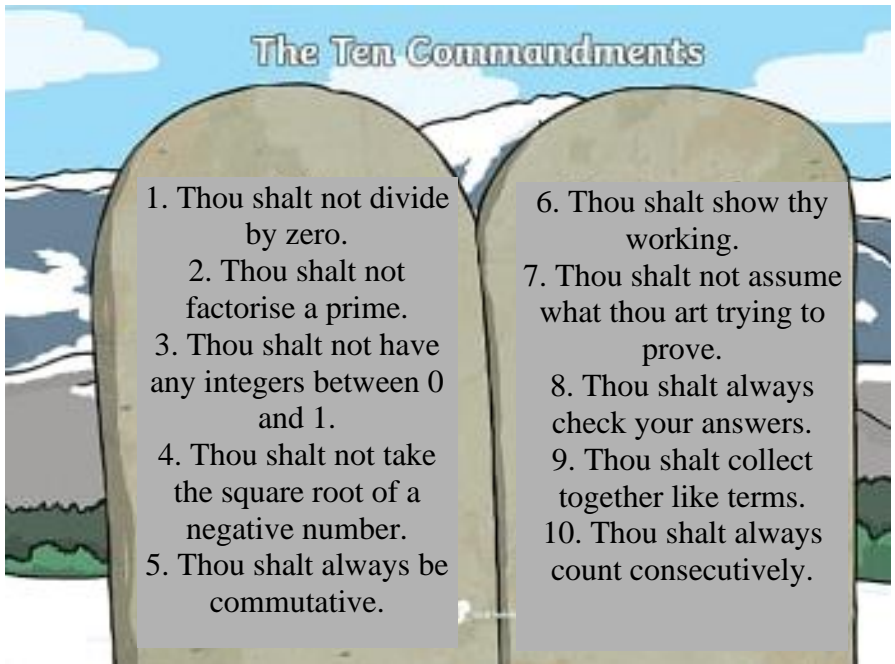 The Ten Commandments
1. Thou shalt not divide
by zero.
2. Thou shalt not
factorise a prime.
3. Thou shalt not have
any integers between 0
and 1.
4. Thou shalt not take
the square root of a
negative number.
5. Thou shalt always be
commutative.
6. Thou shalt show thy
working.
7. Thou shalt not assume
what thou art trying to
prove.
8. Thou shalt always
check your answers.
9. Thou shalt collect
together like terms.
10. Thou shalt always
count consecutively.